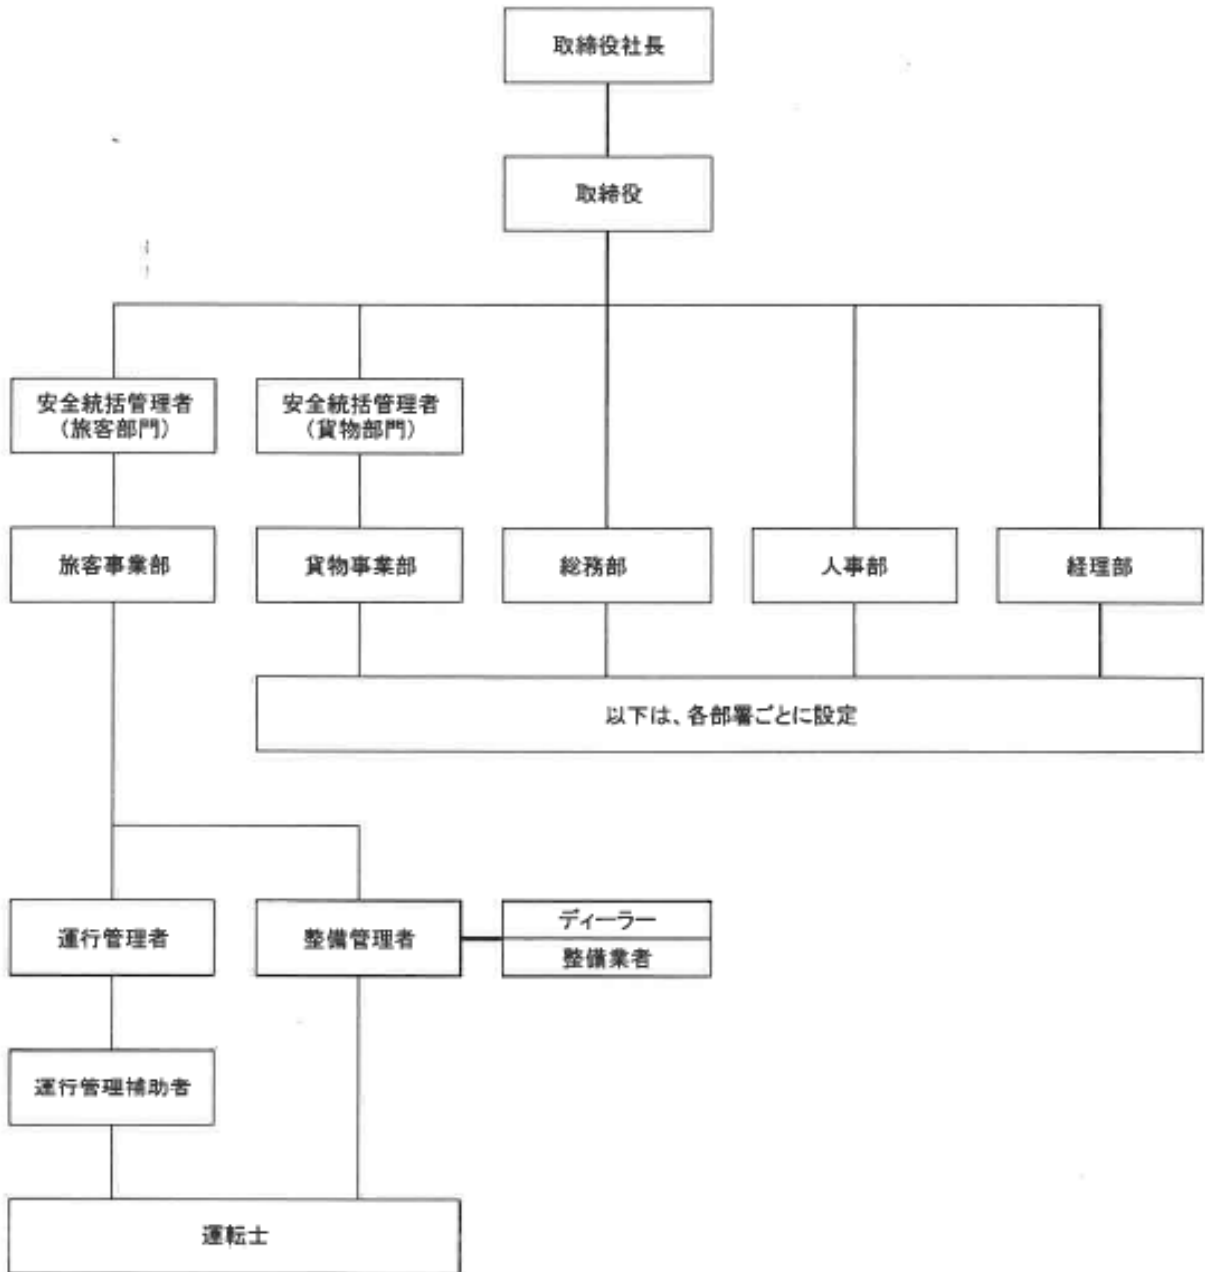 取締役社長
取締役
安全統括管理者
（旅客部門）
安全統括管理者
（貨物部門）
旅客事業部
貨物事業部
総務部
人事部
経理部
以下は、各部署ごとに設定
運行管理者
整備管理者
ディーラー
整備業者
運行管理補助者
運転士